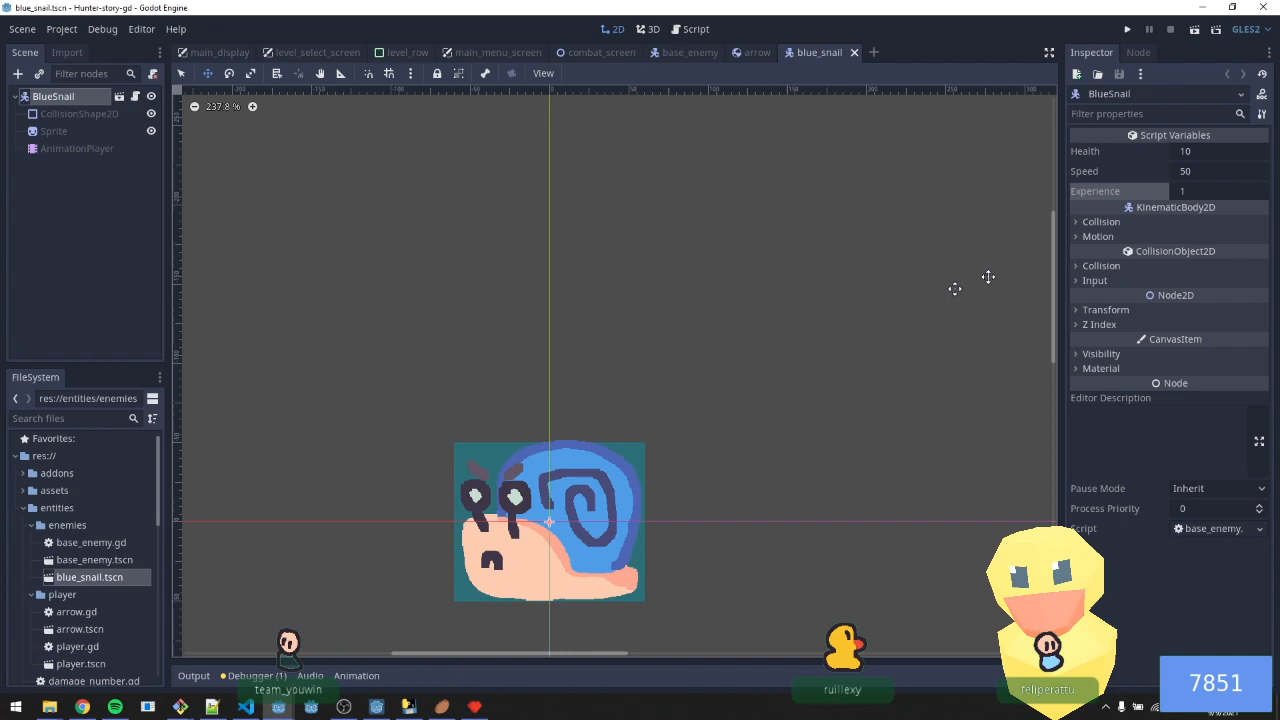 blue_snail.tscn - Hunter-story-gd - Godot Engine
Scene Project Debug Editor Help
2D 3D Script
GLES2
Scene Import
main_display level_select_screen level_row main_menu_screen combat_screen base_enemy arrow blue_snail
Inspector Node
Filter nodes
View
BlueSnail
CollisionShape2D
Sprite
AnimationPlayer
237.8 %
BlueSnail
Filter properties
Script Variables
Health 10
Speed 50
Experience 1
KinematicBody2D
Collision
Motion
CollisionObject2D
Collision
Input
Node2D
Transform
Z Index
CanvasItem
Visibility
Material
Node
Editor Description
Pause Mode Inherit
Process Priority 0
Script base_enemy.
FileSystem
res://entities/enemies
Search files
Favorites:
res://
addons
assets
entities
enemies
base_enemy.gd
base_enemy.tscn
blue_snail.tscn
player
arrow.gd
arrow.tscn
player.gd
player.tscn
damage_number.gd
Output Debugger (1) Audio Animation
team_youwin
ruillexy
feliperattu
7851